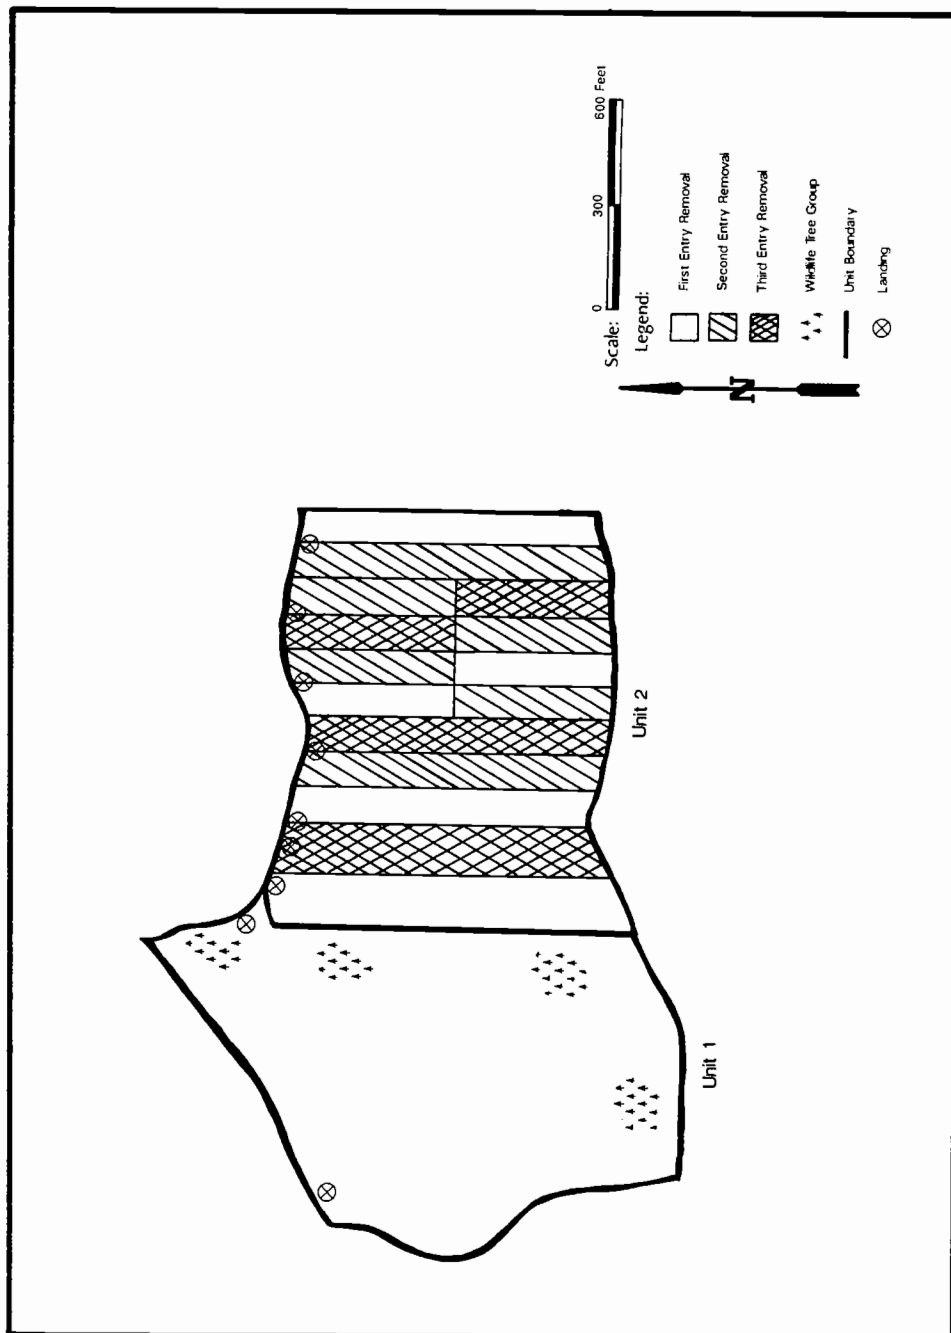 Unit 1
Unit 2
Scale:
0 300 600 Feet
Legend:
First Entry Removal
Second Entry Removal
Third Entry Removal
Wildlife Tree Group
Unit Boundary
Landing
N